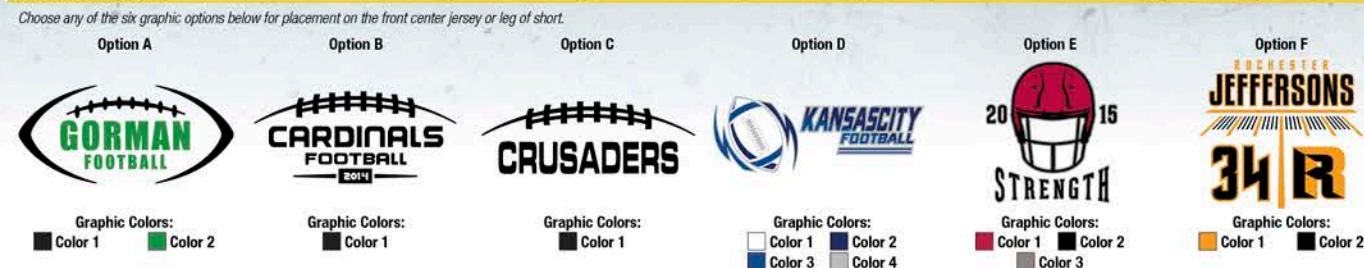 Choose any of the six graphic options below for placement on the front center jersey or leg of short.
Option A
GORMAN
FOOTBALL
Graphic Colors:
Color 1 Color 2
Option B
CARDINALS
FOOTBALL
2014
Graphic Colors:
Color 1
Option C
CRUSADERS
Graphic Colors:
Color 1
Option D
KANSASCITY
FOOTBALL
Graphic Colors:
Color 1 Color 2
Color 3 Color 4
Option E
20 15
STRENGTH
Graphic Colors:
Color 1 Color 2
Color 3
Option F
ROCHESTER
JEFFERSONS
34 R
Graphic Colors:
Color 1 Color 2